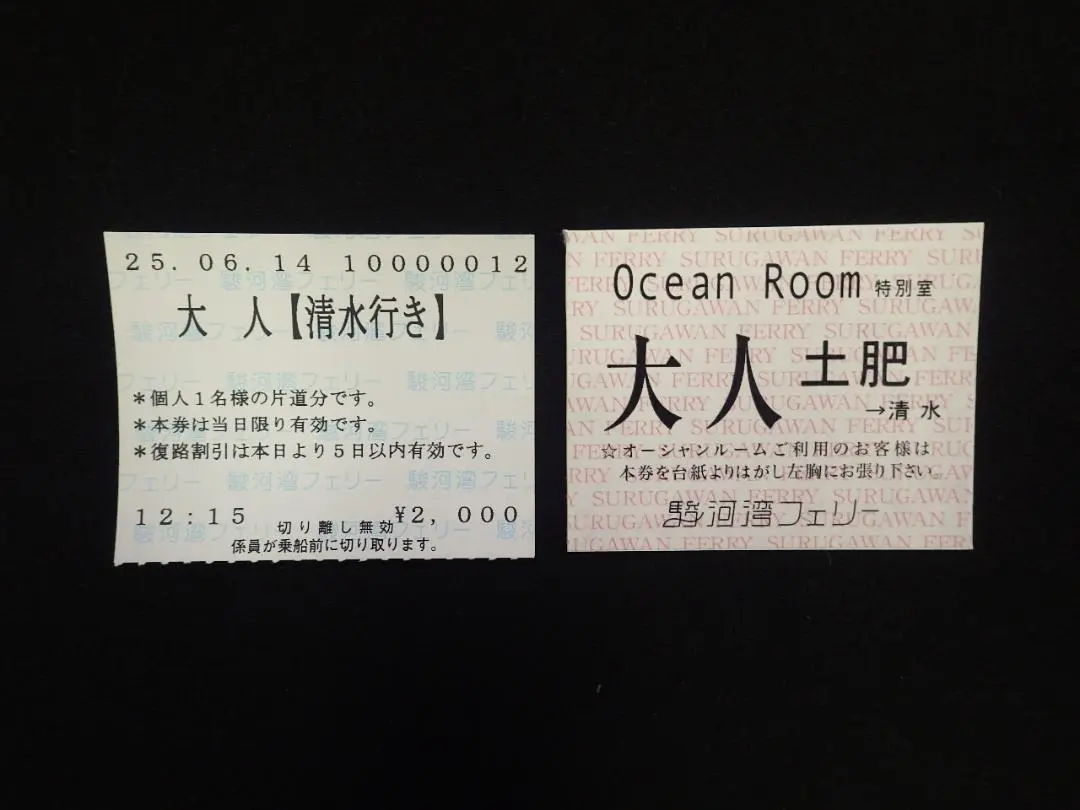 25.06.14 10000012
大 人【清水行き】
＊個人１名様の片道分です。
＊本券は当日限り有効です。
＊復路割引は本日より５日以内有効です。
12:15 切り離し無効 ¥2,000
係員が乗船前に切り取ります。
Ocean Room 特別室
大人 土肥
→清水
☆オーシャンルームご利用のお客様は
本券を台紙よりはがし左胸にお張り下さい。
駿河湾フェリー